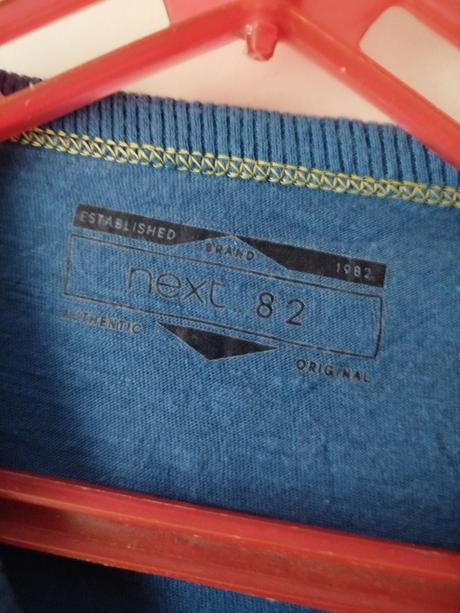 ESTABLISHED BRAND 1982
next 82
AUTHENTIC ORIGINAL